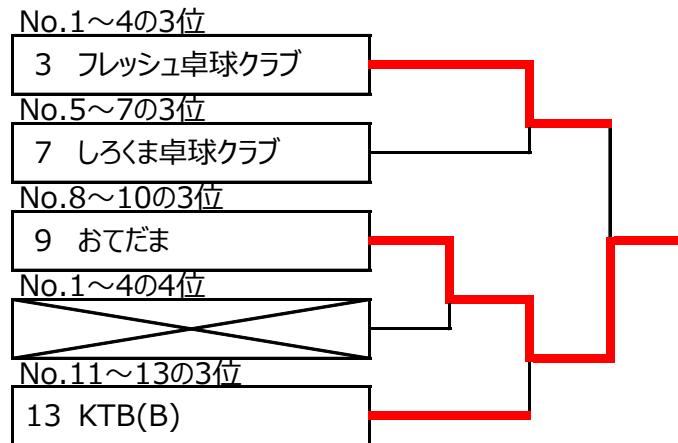 No.1～4の3位
3 フレッシュ卓球クラブ
No.5～7の3位
7 しろくま卓球クラブ
No.8～10の3位
9 おてだま
No.1～4の4位
No.11～13の3位
13 KTB(B)